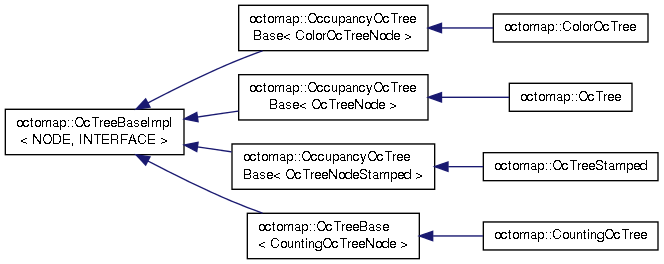 octomap::OccupancyOcTree
Base< ColorOcTreeNode >
octomap::ColorOcTree
octomap::OccupancyOcTree
Base< OcTreeNode >
octomap::OcTree
octomap::OcTreeBaseImpl
< NODE, INTERFACE >
octomap::OccupancyOcTree
Base< OcTreeNodeStamped >
octomap::OcTreeStamped
octomap::OcTreeBase
< CountingOcTreeNode >
octomap::CountingOcTree